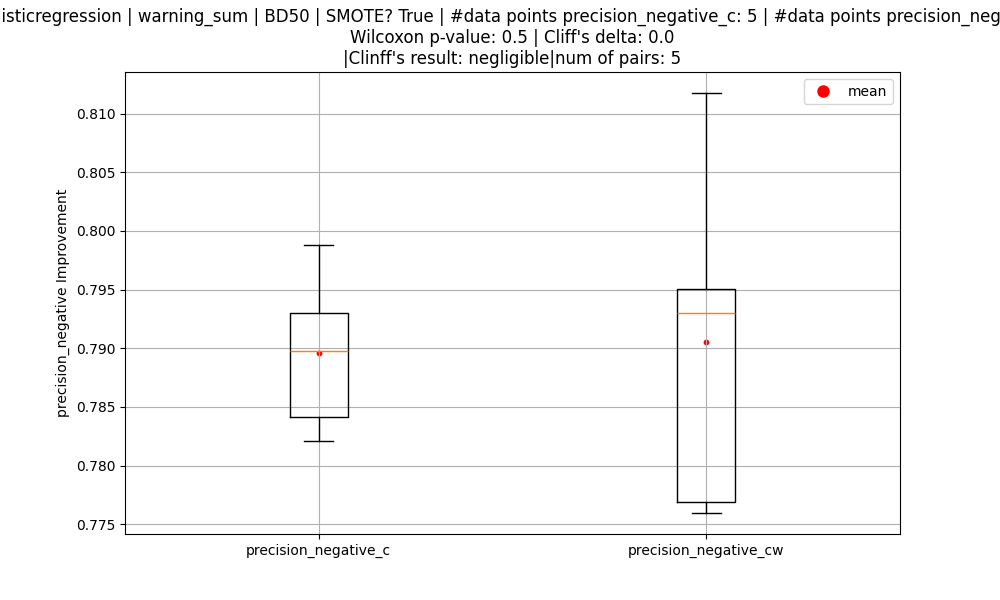 isticregression | warning_sum | BD50 | SMOTE? True | #data points precision_negative_c: 5 | #data points precision_neg
Wilcoxon p-value: 0.5 | Cliff's delta: 0.0
|Clinff's result: negligible|num of pairs: 5
mean
0.810
0.805
0.800
0.795
0.790
0.785
0.780
0.775
precision_negative Improvement
precision_negative_c
precision_negative_cw